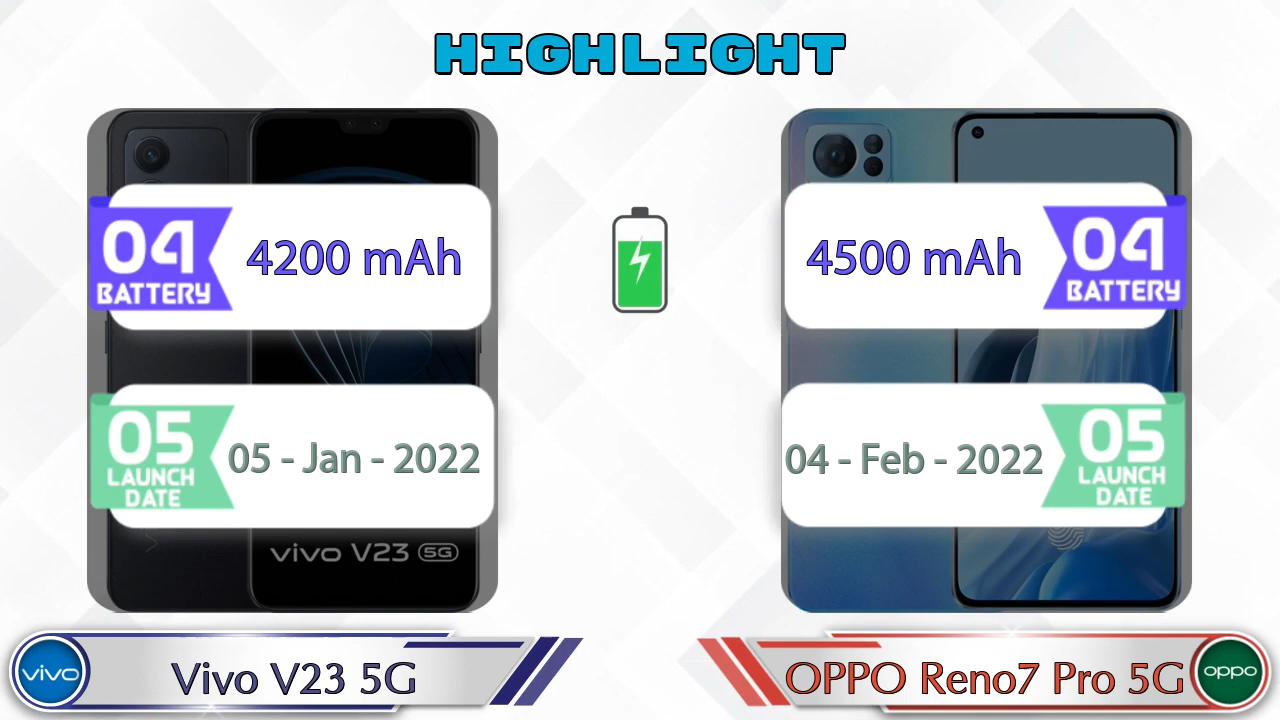 HIGHLIGHT
04
BATTERY
4200 mAh
4500 mAh
04
BATTERY
05
LAUNCH
DATE
05 - Jan - 2022
04 - Feb - 2022
05
LAUNCH
DATE
vivo V23 5G
vivo
Vivo V23 5G
OPPO Reno7 Pro 5G
oppo